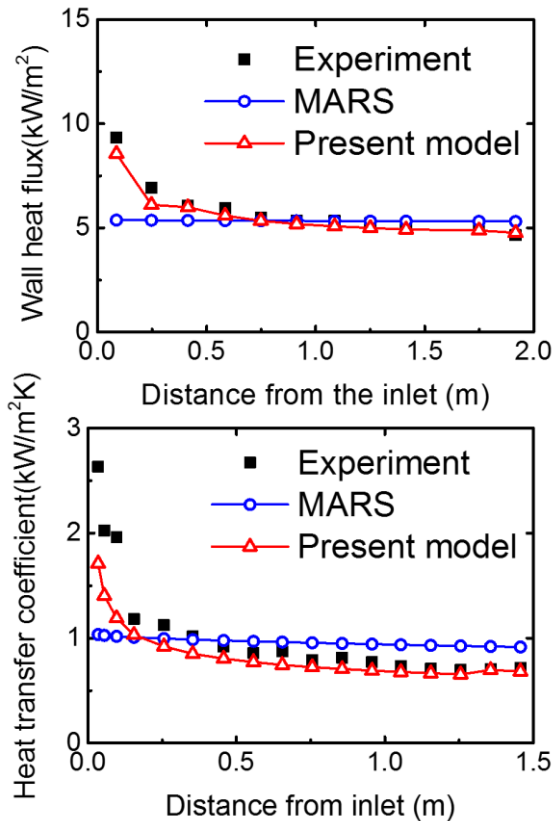 15
10
5
0
Wall heat flux(kW/m²)
Experiment
MARS
Present model
0.0 0.5 1.0 1.5 2.0
Distance from the inlet (m)
3
2
1
0
Heat transfer coefficient(kW/m²K)
Experiment
MARS
Present model
0.0 0.5 1.0 1.5
Distance from inlet (m)